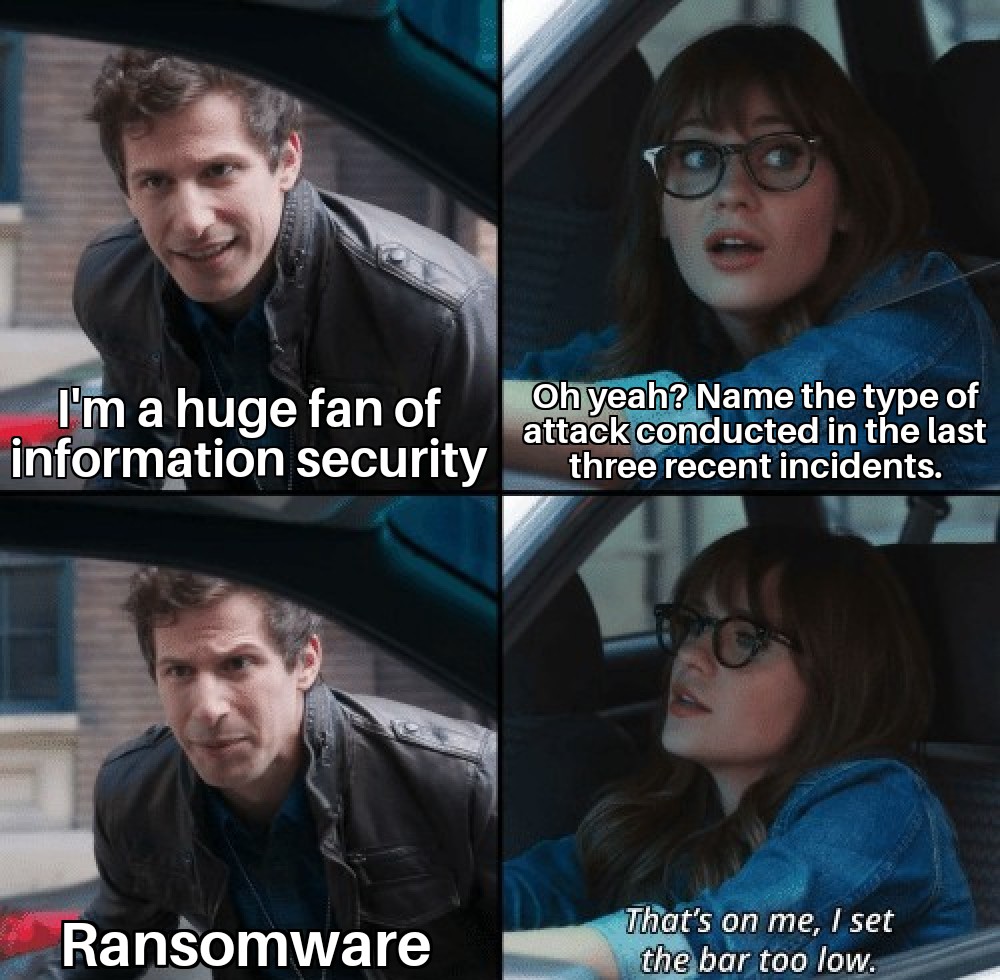 I'm a huge fan of
information security
Oh yeah? Name the type of
attack conducted in the last
three recent incidents.
Ransomware
That's on me, I set
the bar too low.